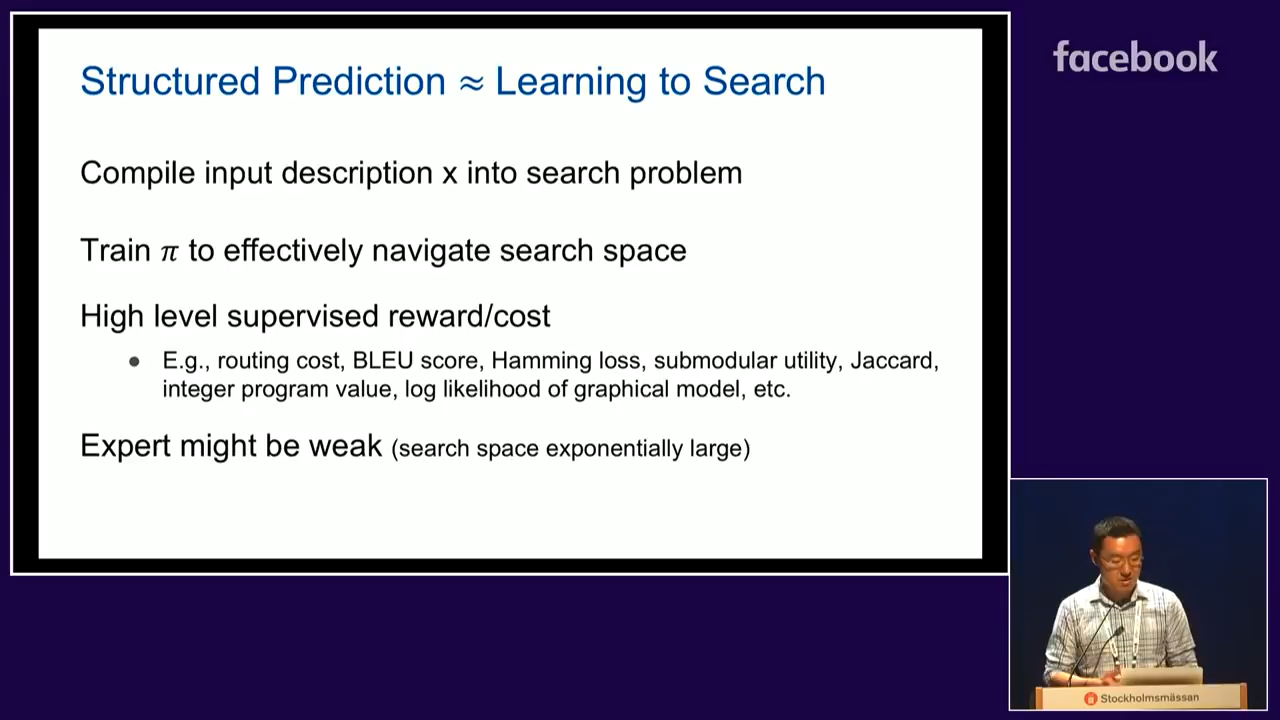 Structured Prediction ≈ Learning to Search
facebook
Compile input description x into search problem
Train π to effectively navigate search space
High level supervised reward/cost
● E.g., routing cost, BLEU score, Hamming loss, submodular utility, Jaccard,
integer program value, log likelihood of graphical model, etc.
Expert might be weak (search space exponentially large)
Stockholmsmässan